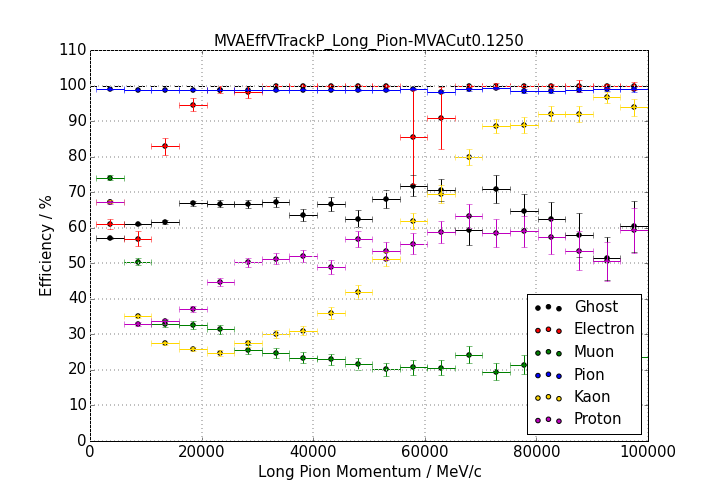 MVAEffVTrackP_Long_Pion-MVACut0.1250
110
100
90
80
70
60
50
40
30
20
10
0
Efficiency / %
Ghost
Electron
Muon
Pion
Kaon
Proton
0 20000 40000 60000 80000 100000
Long Pion Momentum / MeV/c